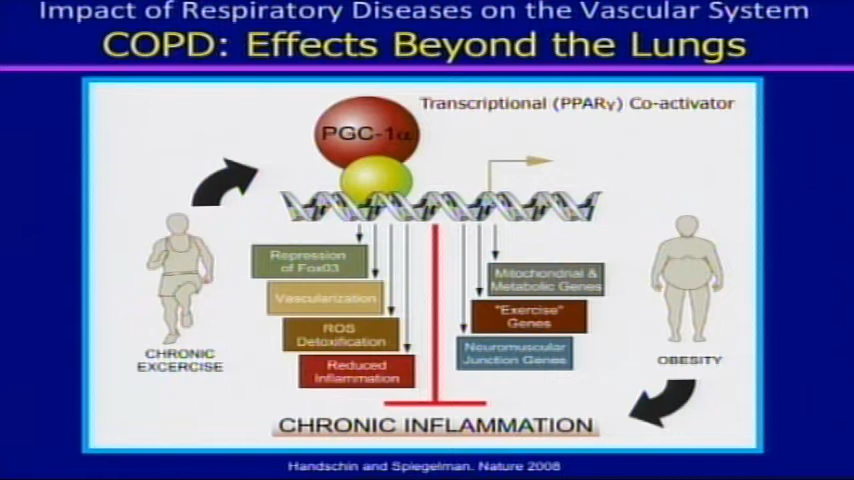 Impact of Respiratory Diseases on the Vascular System
COPD: Effects Beyond the Lungs
Transcriptional (PPARγ) Co-activator
PGC-1α
Repression
of Fox03
Vascularization
ROS
Detoxification
Reduced
Inflammation
Mitochondrial &
Metabolic Genes
"Exercise"
Genes
Neuromuscular
Junction Genes
CHRONIC
EXCERCISE
OBESITY
CHRONIC INFLAMMATION
Handschin and Spiegelman. Nature 2008